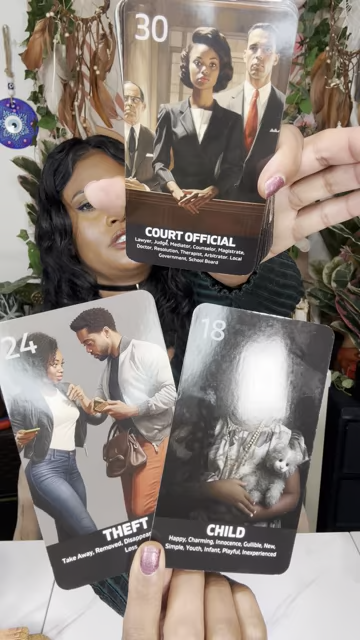 30
COURT OFFICIAL
Lawyer, Judge, Mediator, Counselor, Magistrate,
Doctor, Resolution, Therapist, Arbitrator, Local
Government, School Board
24
THEFT
Take Away, Removed,
Loss
18
CHILD
Happy, Charming, Innocence, Gullible, New,
Simple, Youth, Infant, Playful, Inexperienced